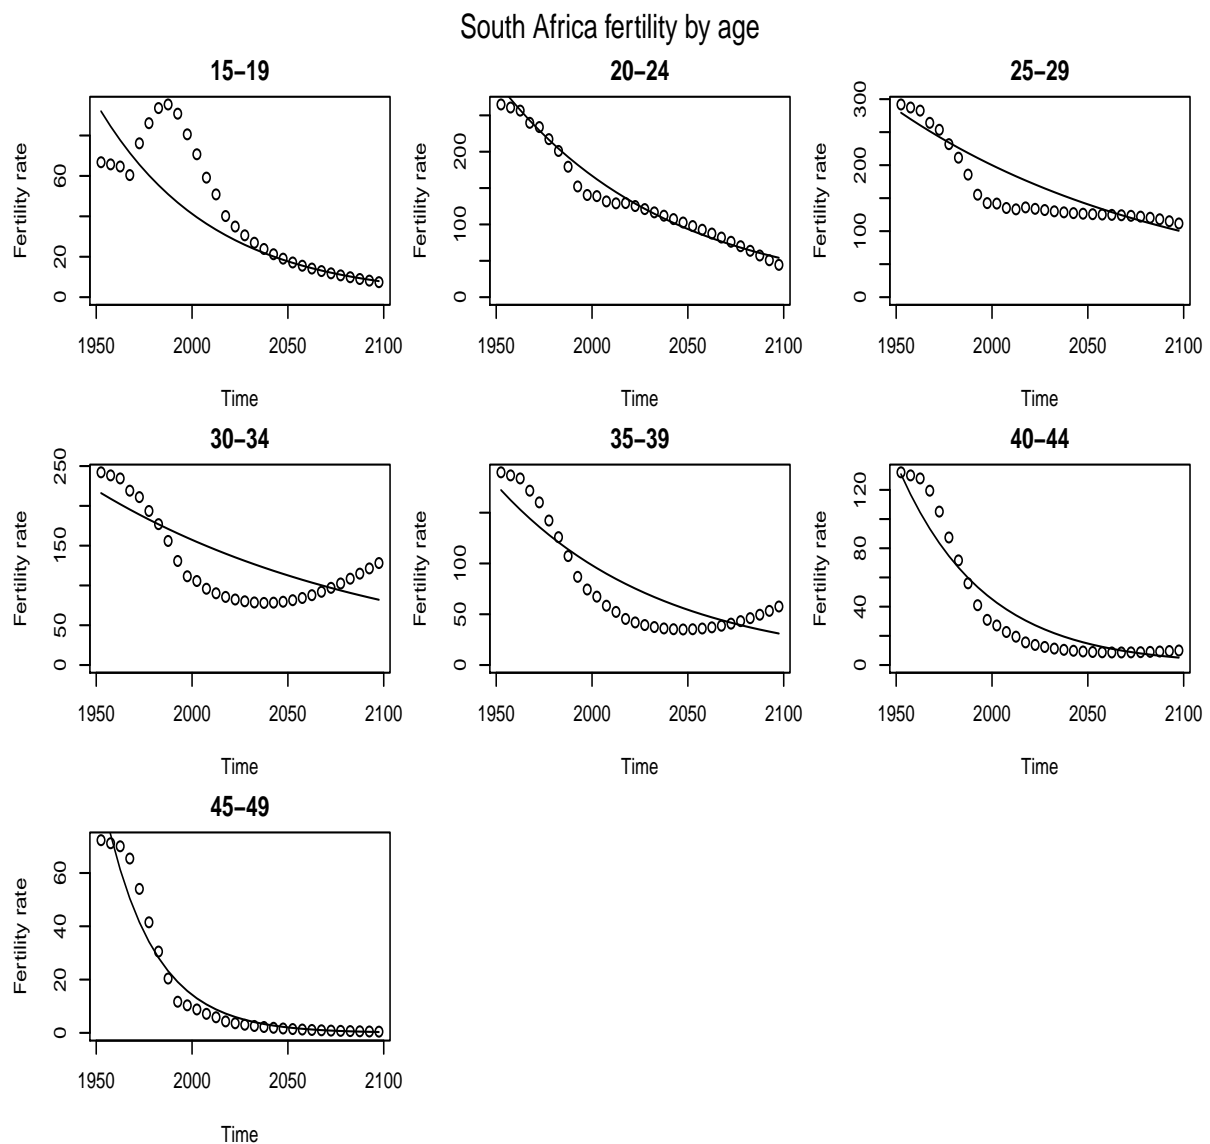 South Africa fertility by age
15−19
Fertility rate
0 20 60
1950 2000 2050 2100
Time
20−24
Fertility rate
0 100 200
1950 2000 2050 2100
Time
25−29
Fertility rate
0 100 200 300
1950 2000 2050 2100
Time
30−34
Fertility rate
0 50 150 250
1950 2000 2050 2100
Time
35−39
Fertility rate
0 50 100
1950 2000 2050 2100
Time
40−44
Fertility rate
0 40 80 120
1950 2000 2050 2100
Time
45−49
Fertility rate
0 20 40 60
1950 2000 2050 2100
Time